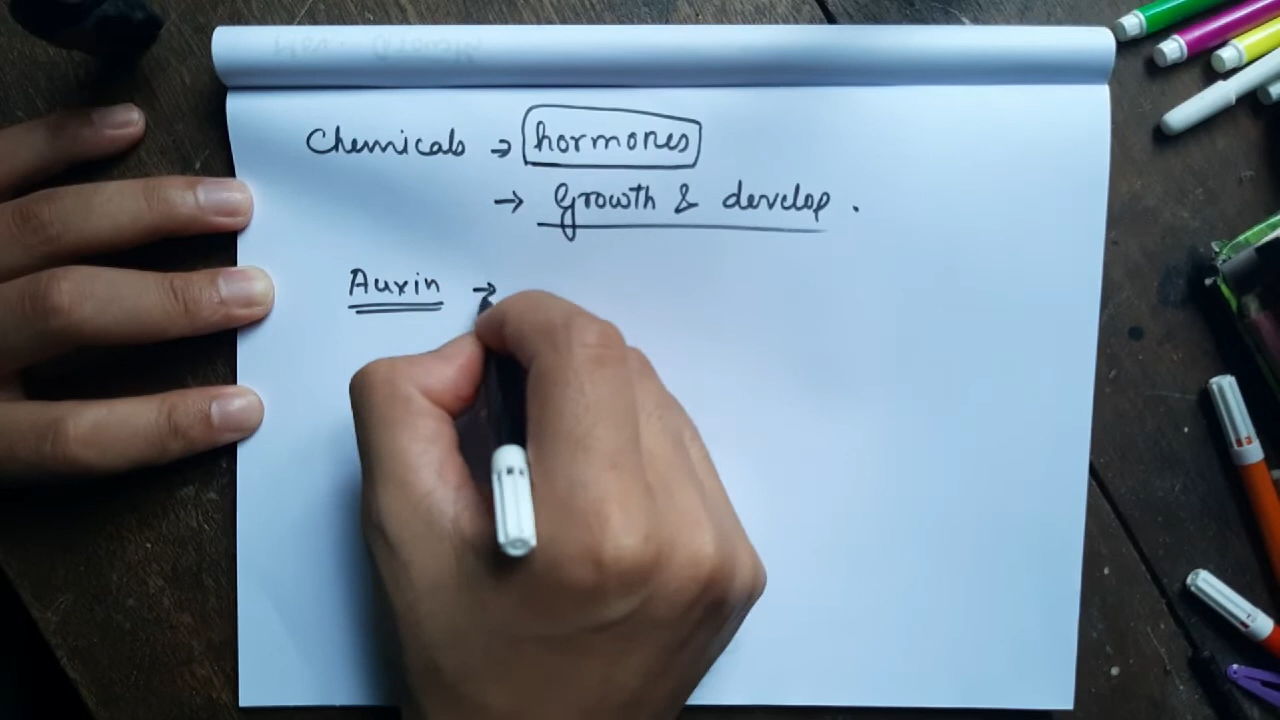 Chemicals → hormones
→ Growth & develop.
Auxin →